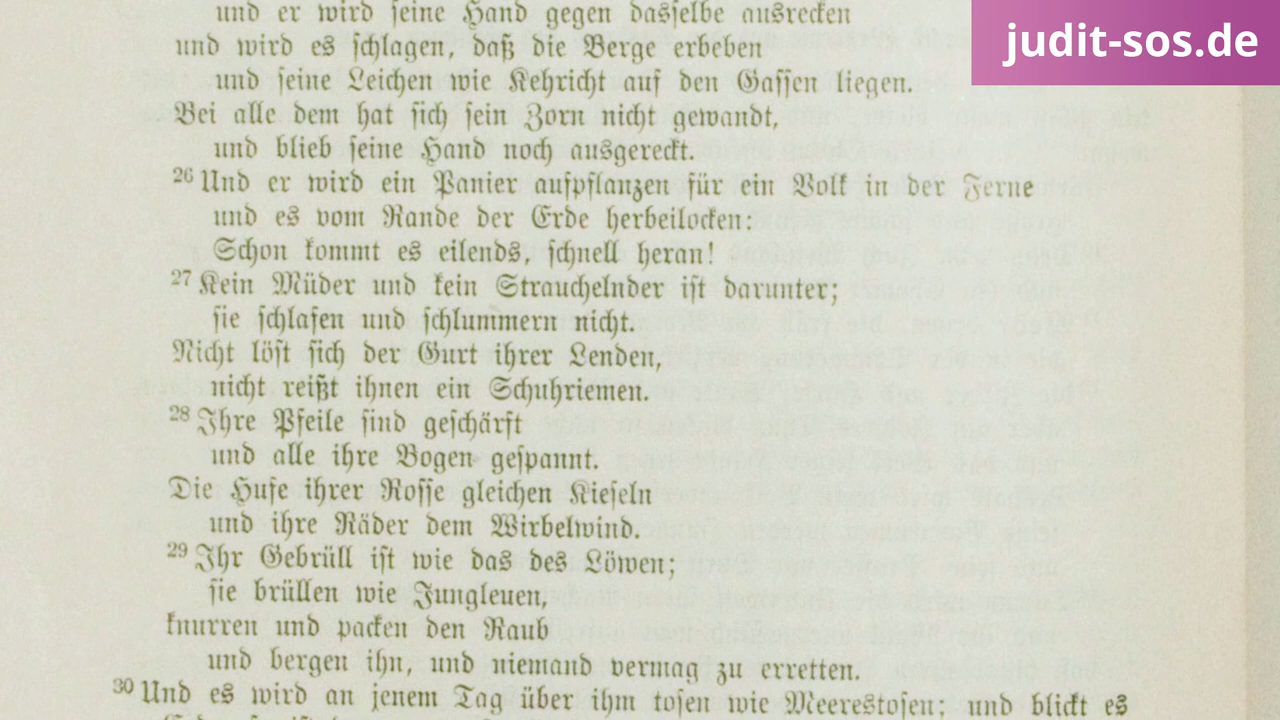 judit-sos.de
und er wird seine Hand gegen dasselbe ausrecken
und wird es schlagen, daß die Berge erbeben
und seine Leichen wie Kehricht auf den Gassen liegen.
Bei alle dem hat sich sein Zorn nicht gewandt,
und blieb seine Hand noch ausgereckt.
26 Und er wird ein Panier aufpflanzen für ein Volk in der Ferne
und es vom Rande der Erde herbeilocken:
Schon kommt es eilends, schnell heran!
27 Kein Müder und kein Strauchelnder ist darunter;
sie schlafen und schlummern nicht.
Nicht löst sich der Gurt ihrer Lenden,
nicht reißt ihnen ein Schuhriemen.
28 Ihre Pfeile sind geschärft
und alle ihre Bogen gespannt.
Die Hufe ihrer Rosse gleichen Kieseln
und ihre Räder dem Wirbelwind.
29 Ihr Gebrüll ist wie das des Löwen;
sie brüllen wie Jungleuen,
knurren und packen den Raub
und bergen ihn, und niemand vermag zu erretten.
30 Und es wird an jenem Tag über ihm tosen wie Meerestosen; und blickt es